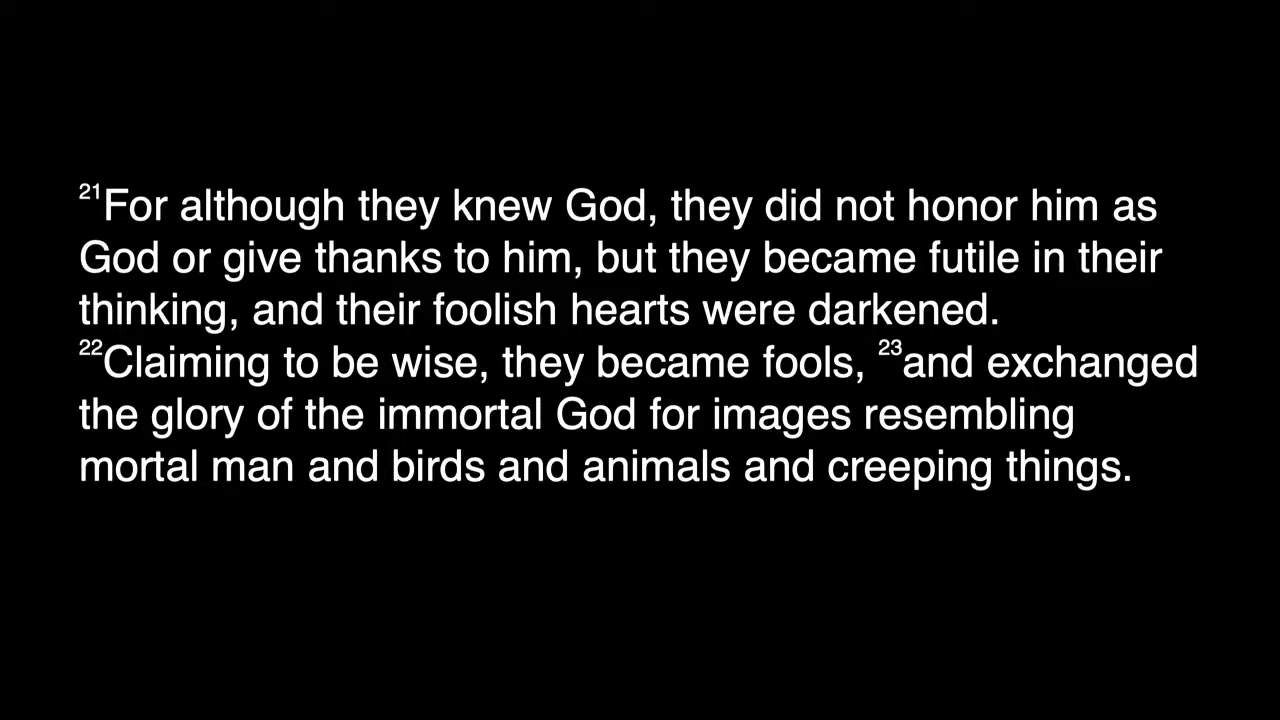 ²¹For although they knew God, they did not honor him as
God or give thanks to him, but they became futile in their
thinking, and their foolish hearts were darkened.
²²Claiming to be wise, they became fools, ²³and exchanged
the glory of the immortal God for images resembling
mortal man and birds and animals and creeping things.